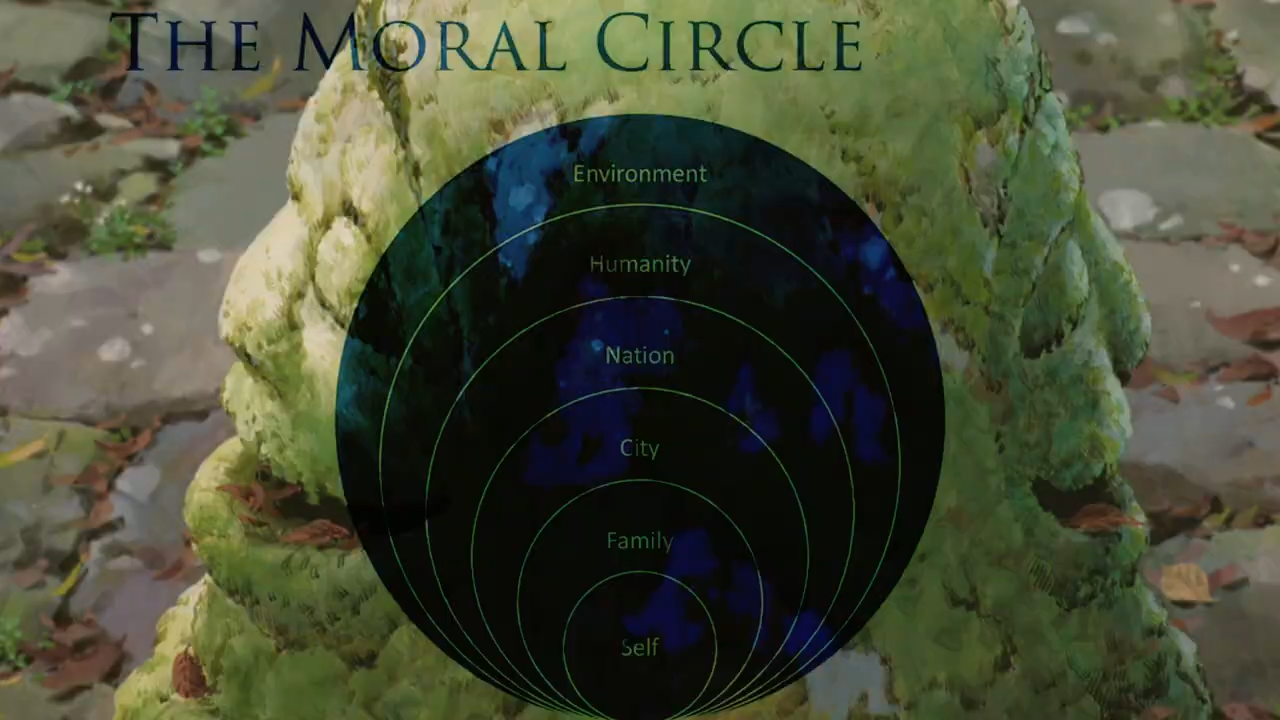 THE MORAL CIRCLE
Environment
Humanity
Nation
City
Family
Self